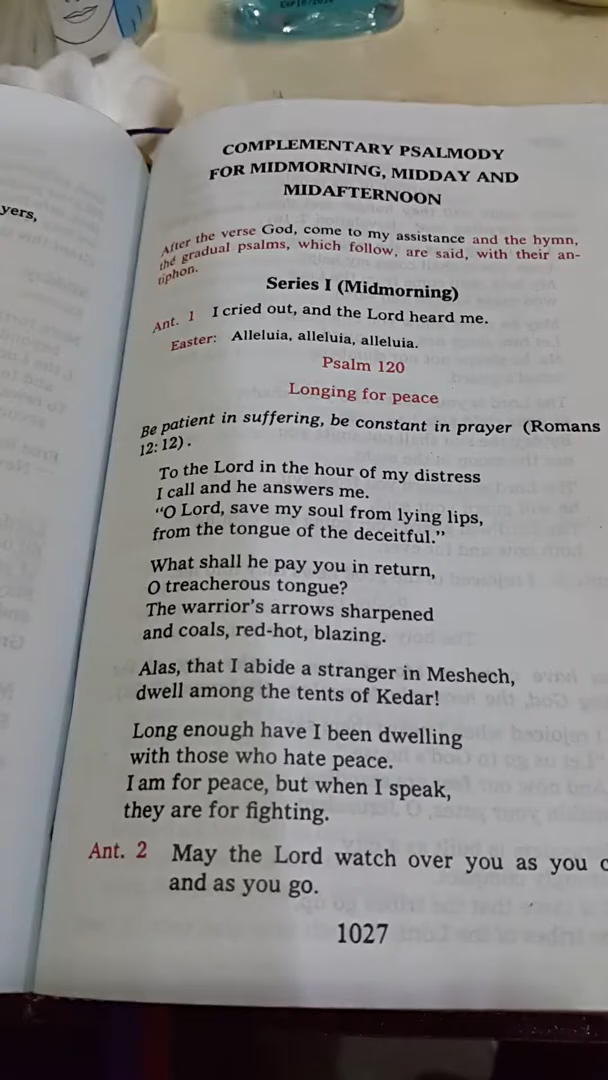 yers,
COMPLEMENTARY PSALMODY
FOR MIDMORNING, MIDDAY AND
MIDAFTERNOON
After the verse God, come to my assistance and the hymn,
the gradual psalms, which follow, are said, with their an-
tiphon.
Series I (Midmorning)
Ant. 1 I cried out, and the Lord heard me.
Easter: Alleluia, alleluia, alleluia.
Psalm 120
Longing for peace
Be patient in suffering, be constant in prayer (Romans
12:12).
To the Lord in the hour of my distress
I call and he answers me.
“O Lord, save my soul from lying lips,
from the tongue of the deceitful.”
What shall he pay you in return,
O treacherous tongue?
The warrior’s arrows sharpened
and coals, red-hot, blazing.
Alas, that I abide a stranger in Meshech,
dwell among the tents of Kedar!
Long enough have I been dwelling
with those who hate peace.
I am for peace, but when I speak,
they are for fighting.
Ant. 2 May the Lord watch over you as you
and as you go.
1027